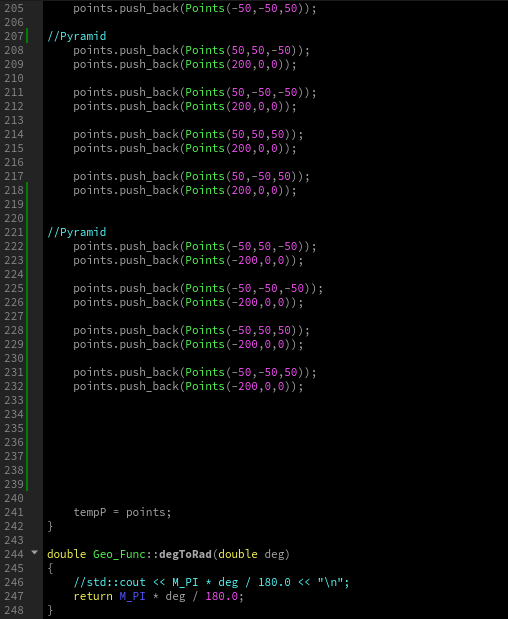 205 points.push_back(Points(-50,-50,50));
206
207 //Pyramid
208 points.push_back(Points(50,50,-50));
209 points.push_back(Points(200,0,0));
210
211 points.push_back(Points(50,-50,-50));
212 points.push_back(Points(200,0,0));
213
214 points.push_back(Points(50,50,50));
215 points.push_back(Points(200,0,0));
216
217 points.push_back(Points(50,-50,50));
218 points.push_back(Points(200,0,0));
219
220
221 //Pyramid
222 points.push_back(Points(-50,50,-50));
223 points.push_back(Points(-200,0,0));
224
225 points.push_back(Points(-50,-50,-50));
226 points.push_back(Points(-200,0,0));
227
228 points.push_back(Points(-50,50,50));
229 points.push_back(Points(-200,0,0));
230
231 points.push_back(Points(-50,-50,50));
232 points.push_back(Points(-200,0,0));
233
234
235
236
237
238
239
240
241 tempP = points;
242 }
243
244 double Geo_Func::degToRad(double deg)
245 {
246 //std::cout << M_PI * deg / 180.0 << "\n";
247 return M_PI * deg / 180.0;
248 }